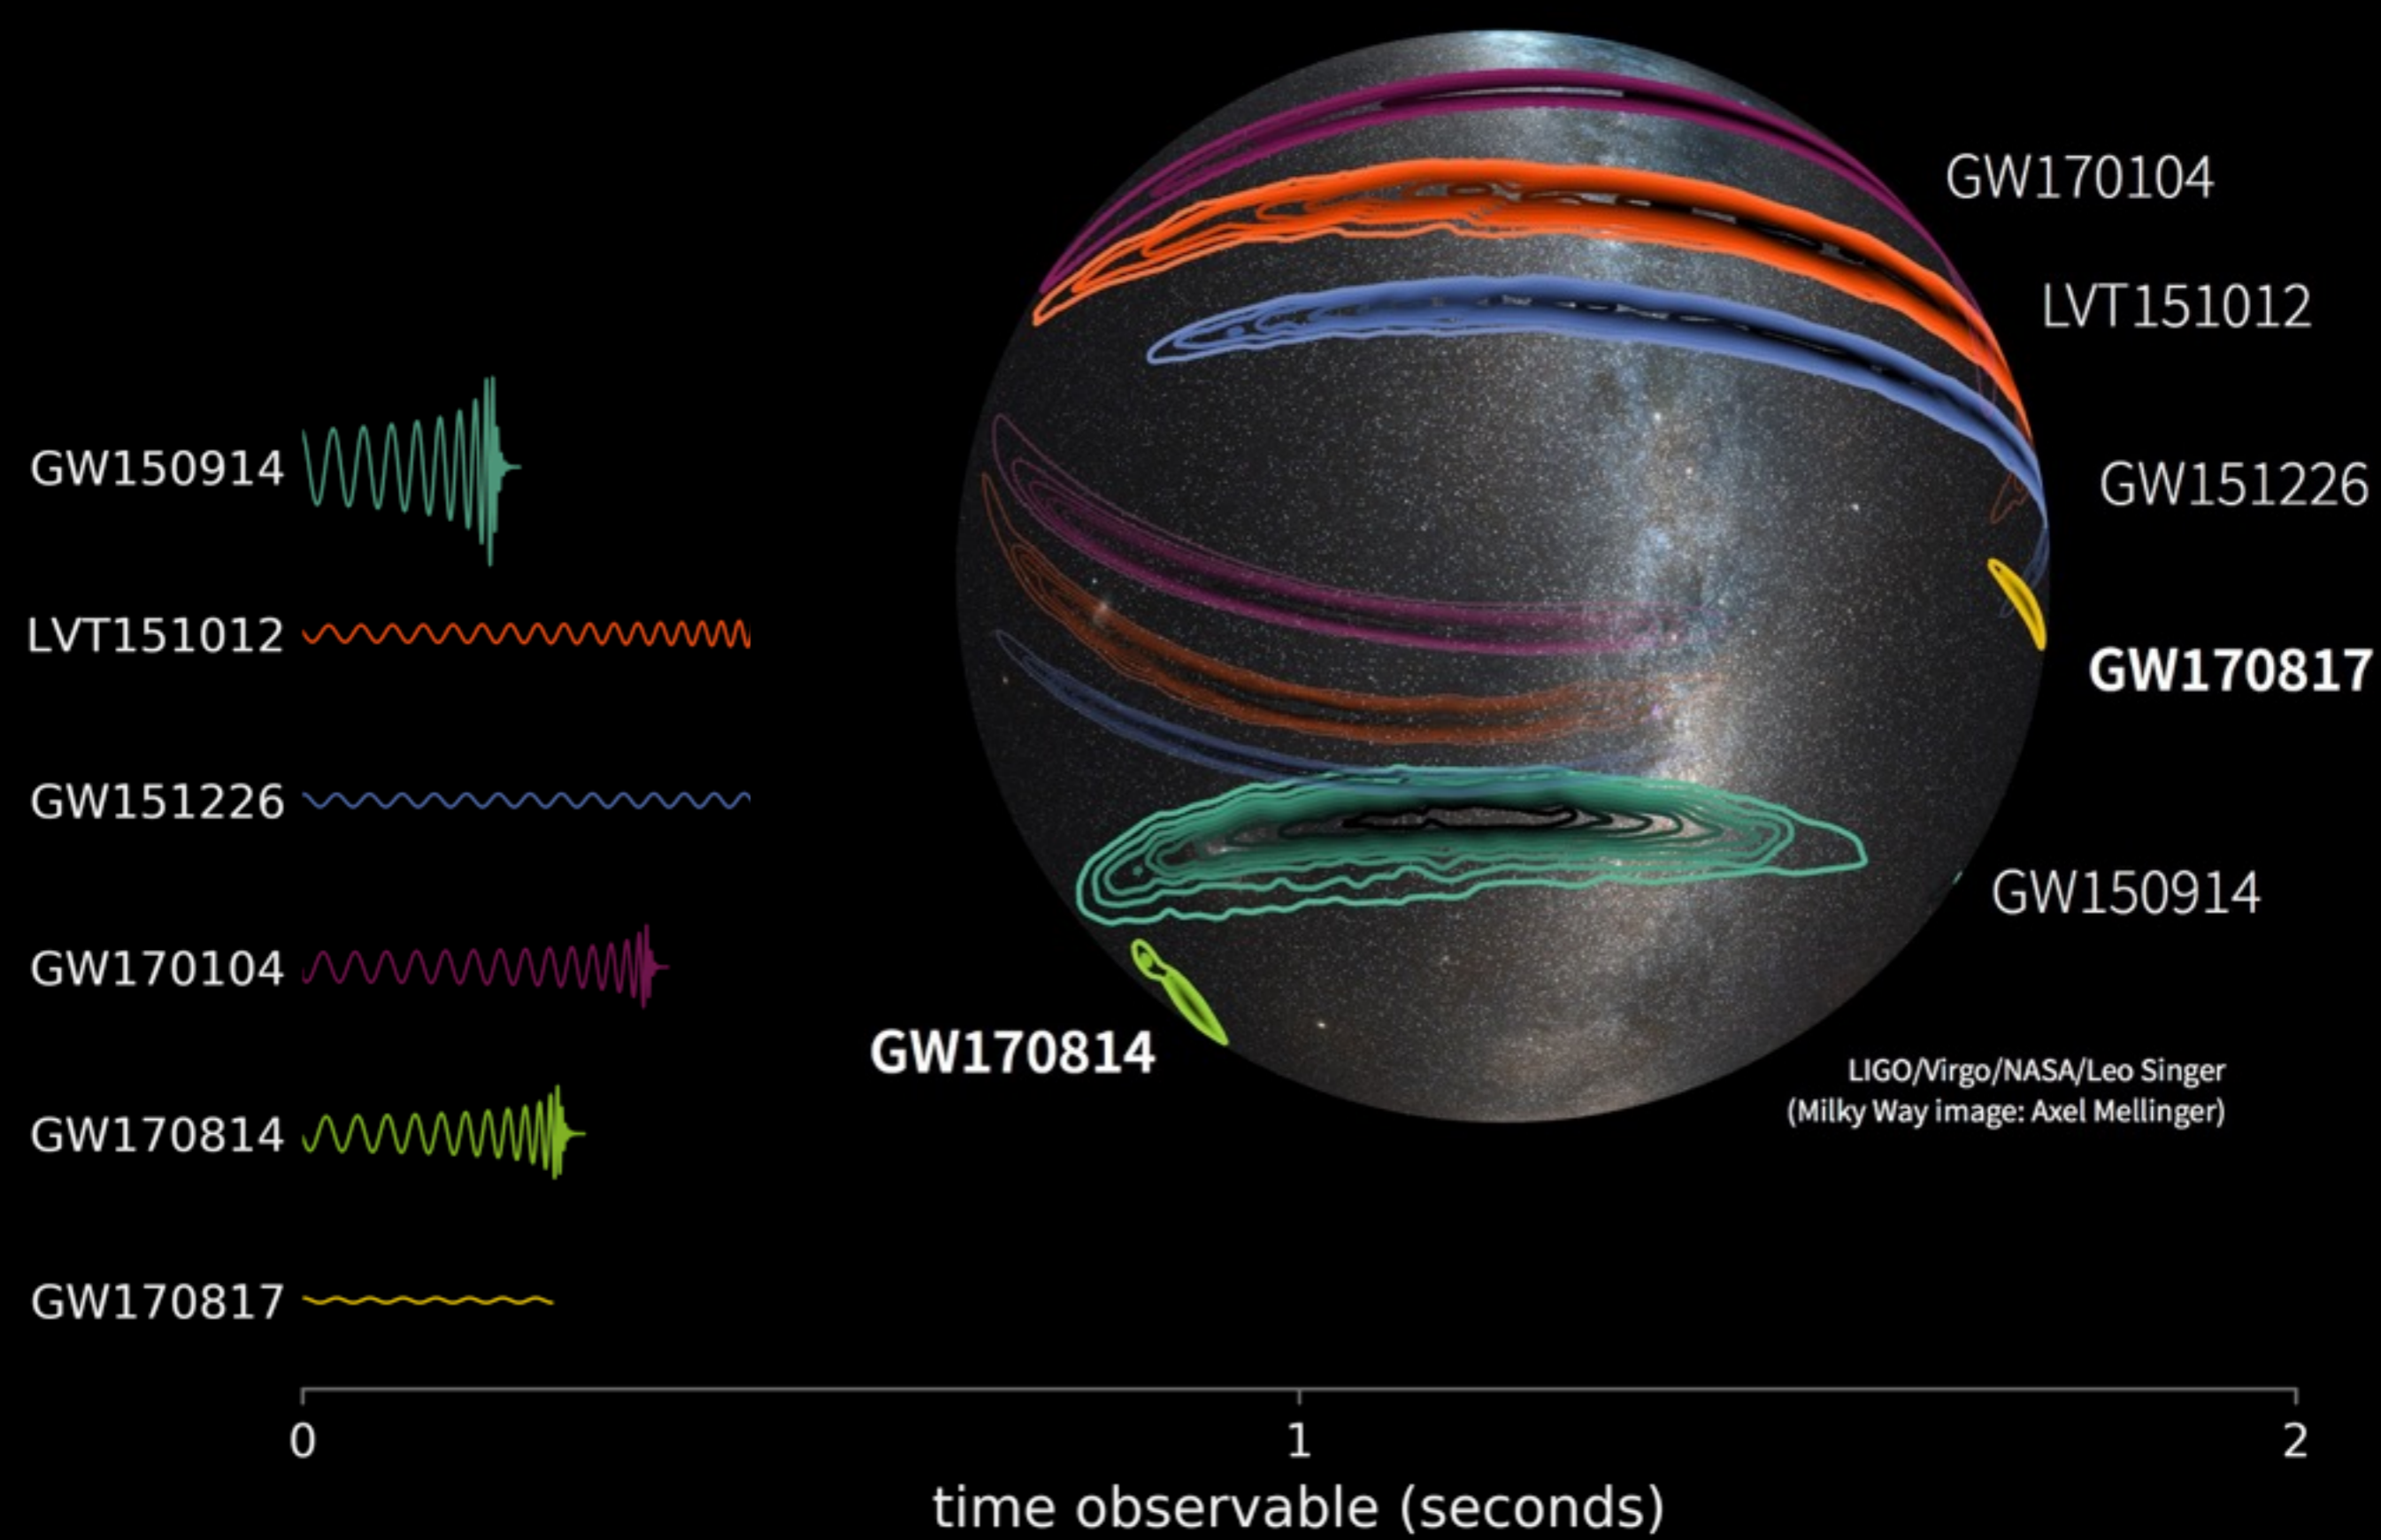 GW170104
LVT151012
GW150914
GW151226
LVT151012
GW170817
GW151226
GW150914
GW170104
GW170814
LIGO/Virgo/NASA/Leo Singer
(Milky Way image: Axel Mellinger)
GW170814
GW170817
0 1 2
time observable (seconds)